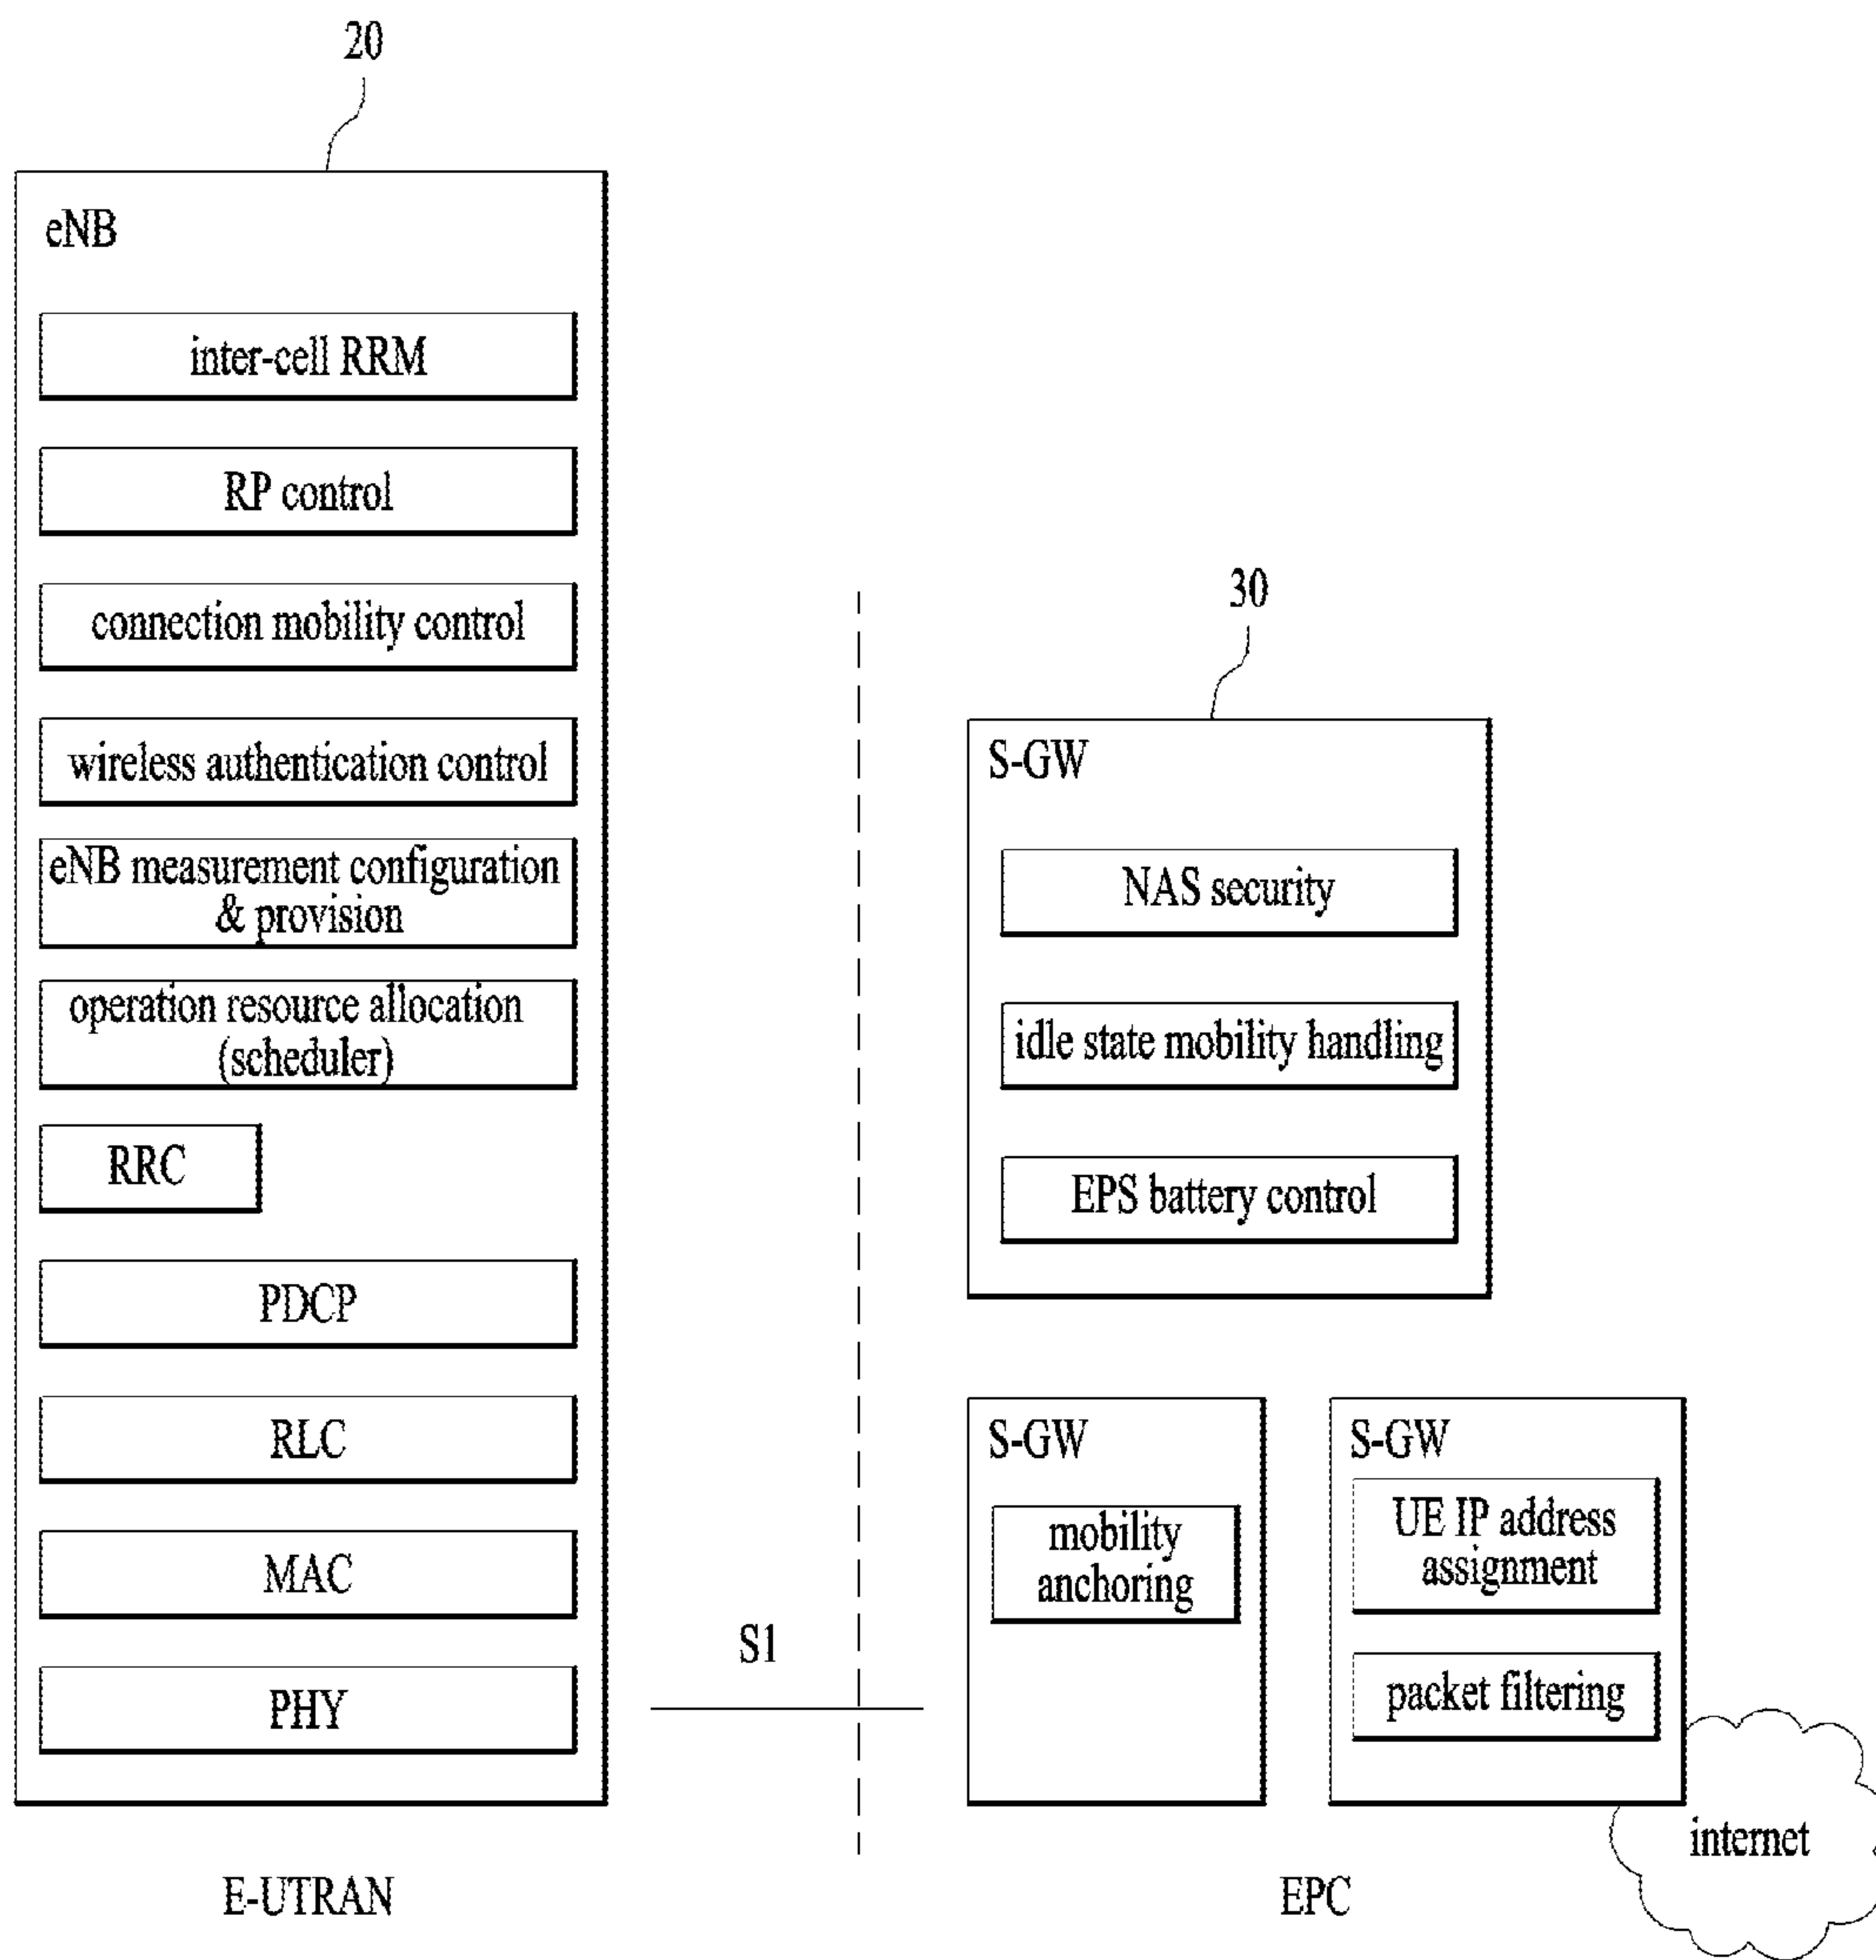 20
eNB
inter-cell RRM
RP control
connection mobility control
wireless authentication control
eNB measurement configuration
& provision
operation resource allocation
(scheduler)
RRC
PDCP
RLC
MAC
PHY
E-UTRAN
S1
30
S-GW
NAS security
idle state mobility handling
EPS battery control
S-GW
mobility
anchoring
S-GW
UE IP address
assignment
packet filtering
internet
EPC